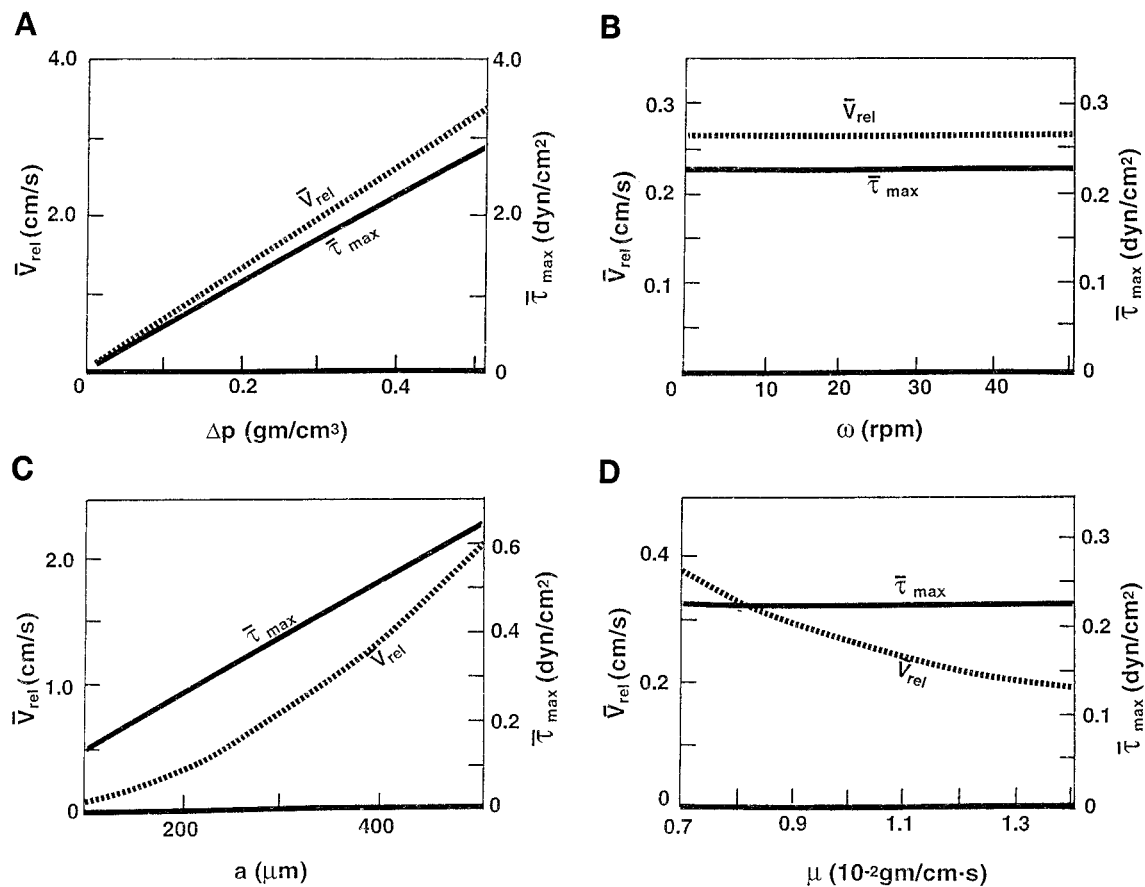 A
4.0
2.0
0
V̄rel (cm/s)
4.0
2.0
0
τ̄ max (dyn/cm²)
V̄rel
τ̄ max
0
0.2
0.4
Δp (gm/cm³)
B
0.3
0.2
0.1
0
V̄rel (cm/s)
0.3
0.2
0.1
0
τ̄ max (dyn/cm²)
V̄rel
τ̄ max
0
10
20
30
40
ω (rpm)
C
2.0
1.0
0
V̄rel (cm/s)
0.6
0.4
0.2
0
τ̄ max (dyn/cm²)
τ̄ max
Vrel
200
400
a (μm)
D
0.4
0.2
0
V̄rel (cm/s)
0.3
0.2
0.1
0
τ̄ max (dyn/cm²)
τ̄ max
Vrel
0.7
0.9
1.1
1.3
μ (10⁻²gm/cm·s)